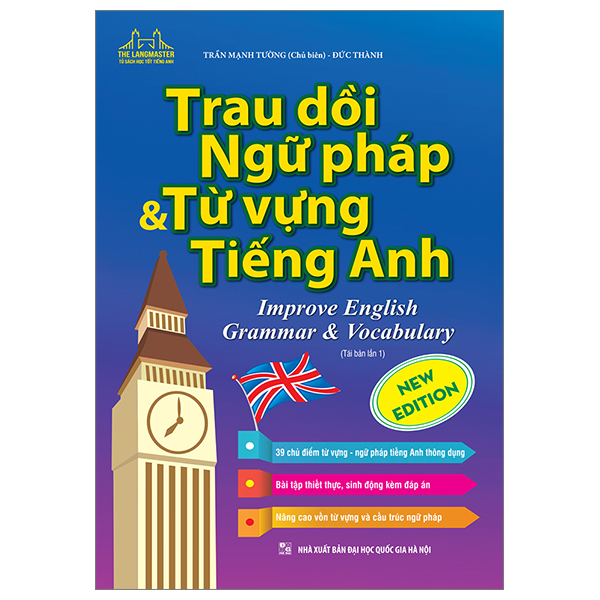 THE LANGMASTER
TỦ SÁCH HỌC TỐT TIẾNG ANH
TRẦN MẠNH TƯỜNG (Chủ biên) - ĐỨC THÀNH
Trau dồi
Ngữ pháp
& Từ vựng
Tiếng Anh
Improve English
Grammar & Vocabulary
(Tái bản lần 1)
NEW
EDITION
39 chủ điểm từ vựng - ngữ pháp tiếng Anh thông dụng
Bài tập thiết thực, sinh động kèm đáp án
Nâng cao vốn từ vựng và cấu trúc ngữ pháp
NHÀ XUẤT BẢN ĐẠI HỌC QUỐC GIA HÀ NỘI